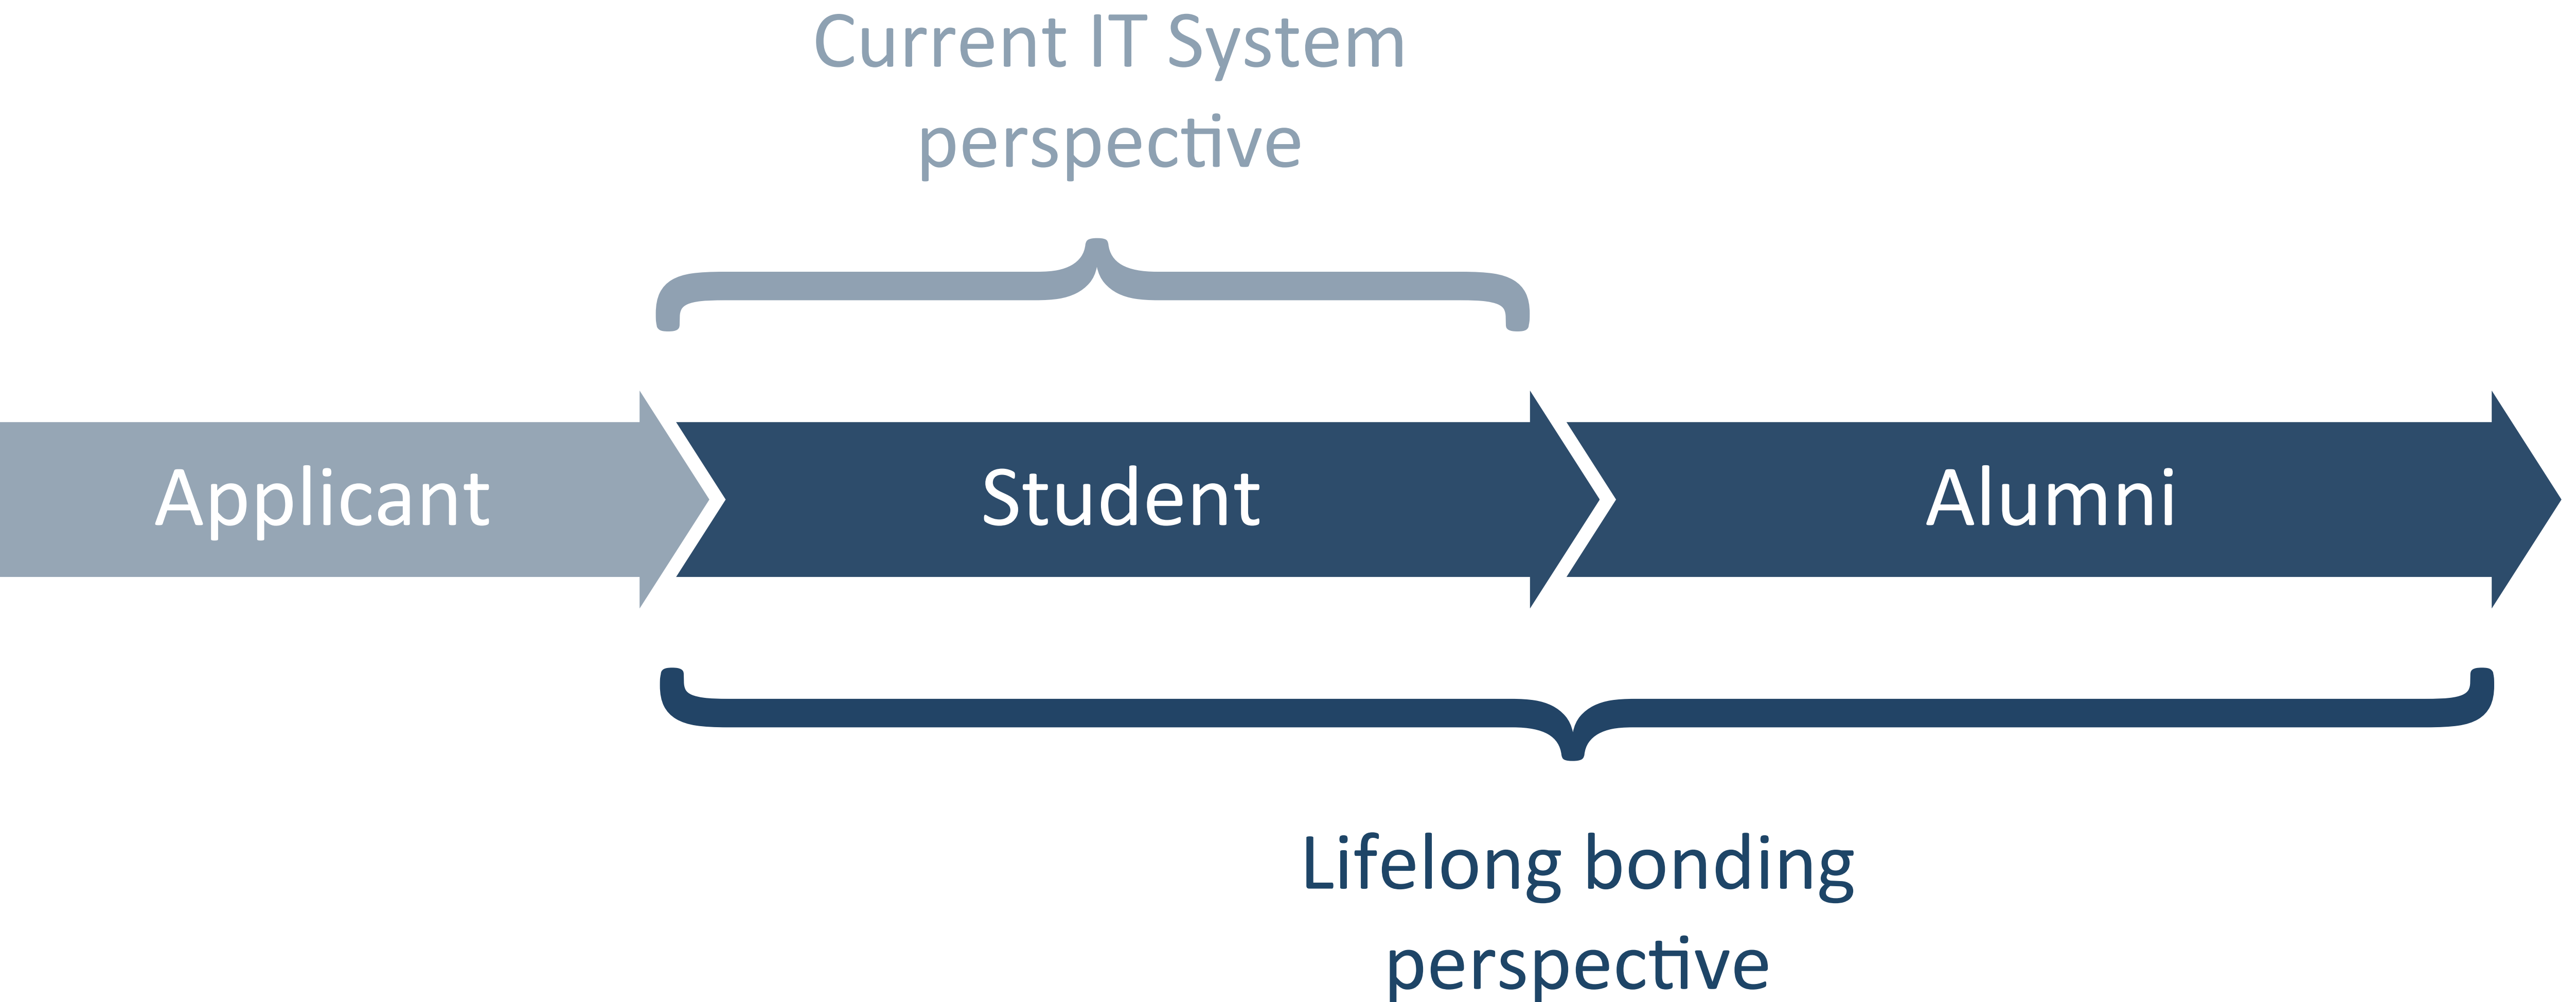 Current IT System
perspective
Applicant
Student
Alumni
Lifelong bonding
perspective